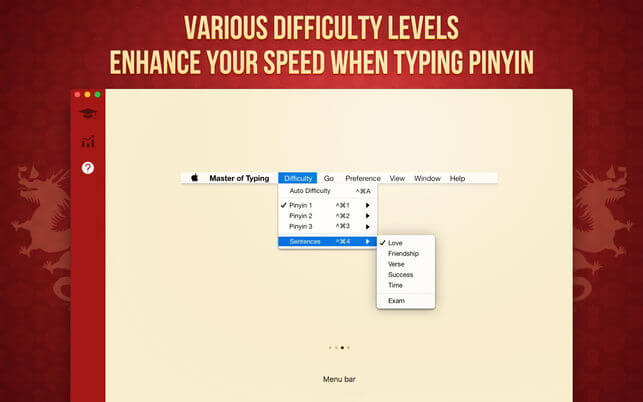 VARIOUS DIFFICULTY LEVELS
ENHANCE YOUR SPEED WHEN TYPING PINYIN
Master of Typing Difficulty Go Preference View Window Help
Auto Difficulty ^⌘A
✓ Pinyin 1 ^⌘1 ▶
Pinyin 2 ^⌘2 ▶
Pinyin 3 ^⌘3 ▶
Sentences ^⌘4 ▶
✓ Love
Friendship
Verse
Success
Time
Exam
Menu bar